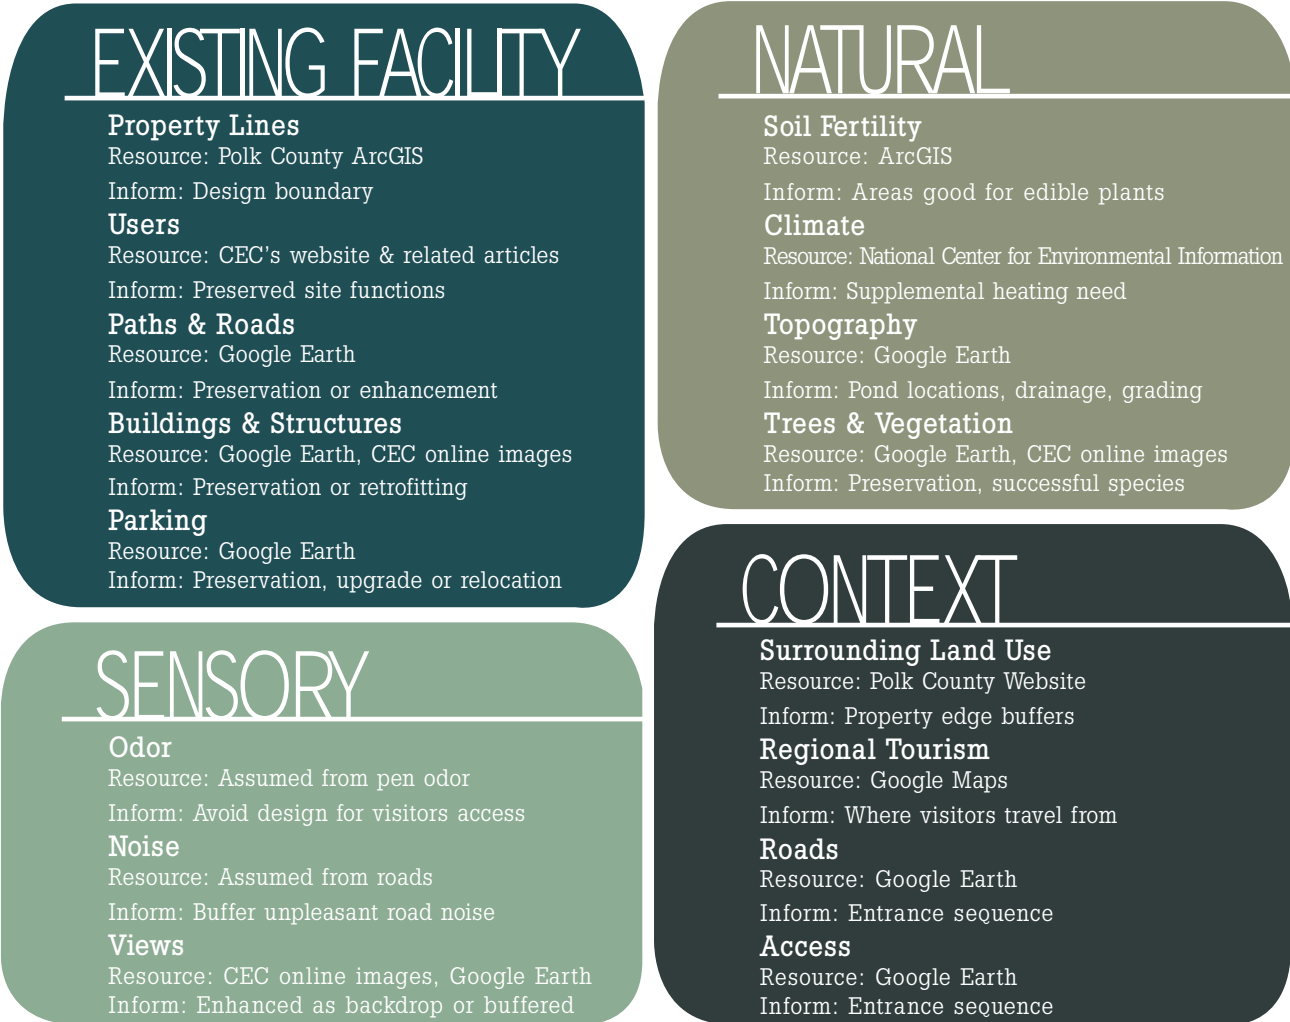 EXISTING FACILITY
Property Lines
Resource: Polk County ArcGIS
Inform: Design boundary
Users
Resource: CEC's website & related articles
Inform: Preserved site functions
Paths & Roads
Resource: Google Earth
Inform: Preservation or enhancement
Buildings & Structures
Resource: Google Earth, CEC online images
Inform: Preservation or retrofitting
Parking
Resource: Google Earth
Inform: Preservation, upgrade or relocation
SENSORY
Odor
Resource: Assumed from pen odor
Inform: Avoid design for visitors access
Noise
Resource: Assumed from roads
Inform: Buffer unpleasant road noise
Views
Resource: CEC online images, Google Earth
Inform: Enhanced as backdrop or buffered
NATURAL
Soil Fertility
Resource: ArcGIS
Inform: Areas good for edible plants
Climate
Resource: National Center for Environmental Information
Inform: Supplemental heating need
Topography
Resource: Google Earth
Inform: Pond locations, drainage, grading
Trees & Vegetation
Resource: Google Earth, CEC online images
Inform: Preservation, successful species
CONTEXT
Surrounding Land Use
Resource: Polk County Website
Inform: Property edge buffers
Regional Tourism
Resource: Google Maps
Inform: Where visitors travel from
Roads
Resource: Google Earth
Inform: Entrance sequence
Access
Resource: Google Earth
Inform: Entrance sequence